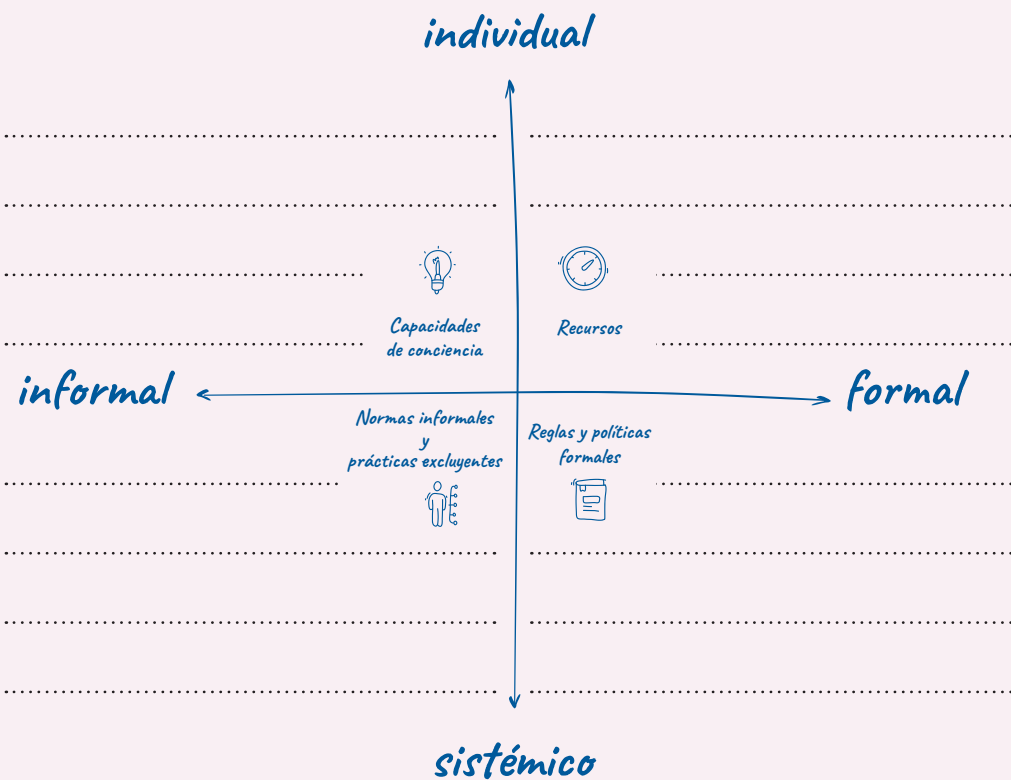 individual
Capacidades
de conciencia
Recursos
informal
formal
Normas informales
y
prácticas excluyentes
Reglas y políticas
formales
sistémico